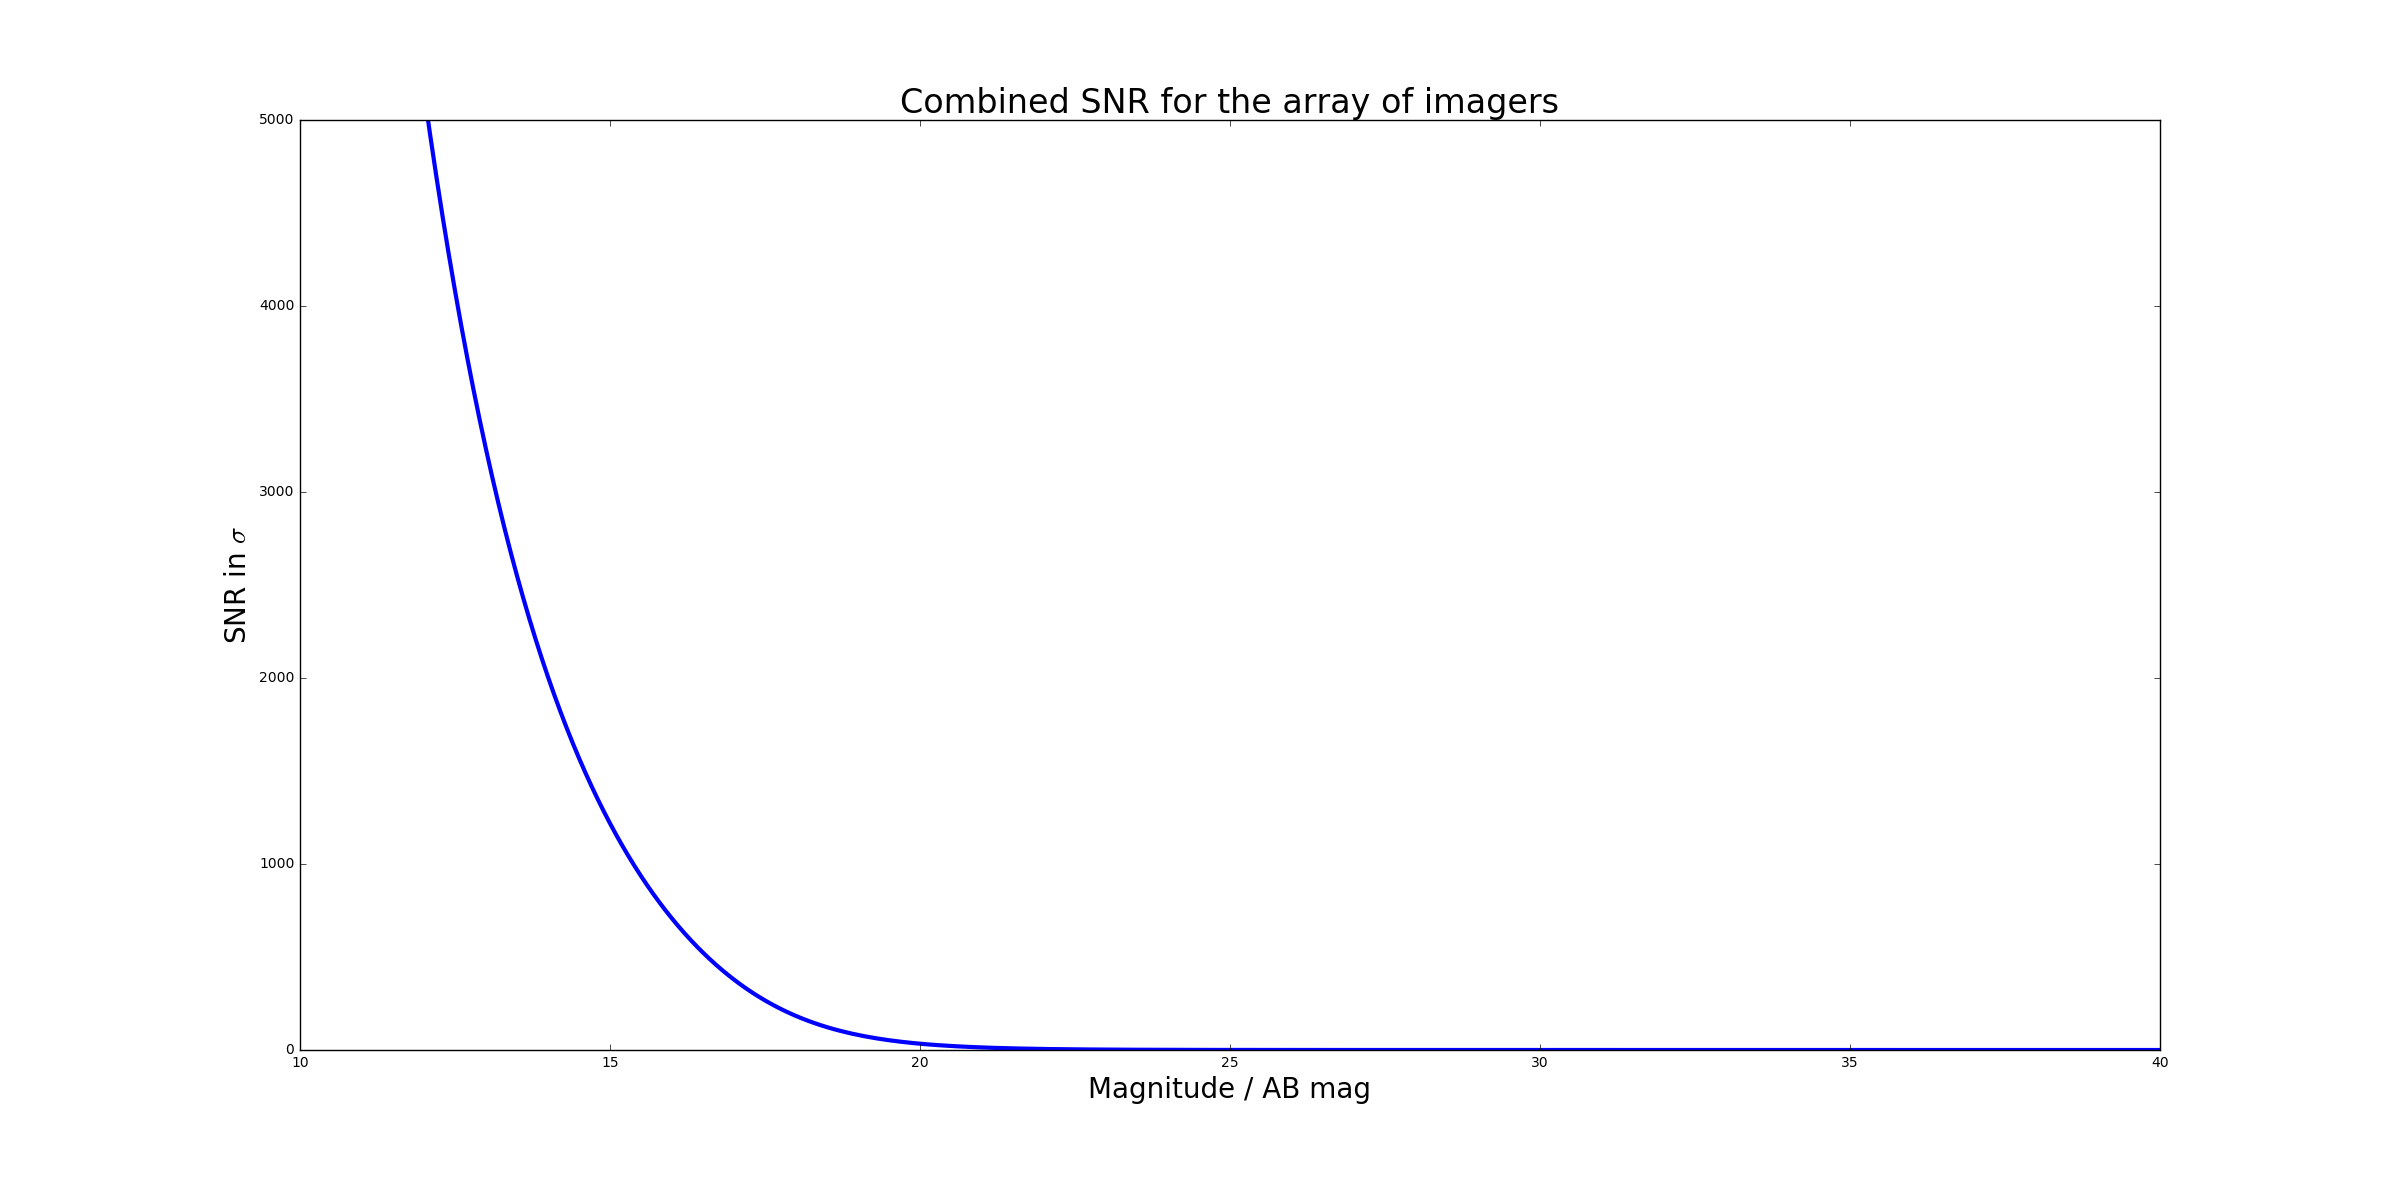 Combined SNR for the array of imagers
5000
4000
3000
2000
1000
0
SNR in σ
10 15 20 25 30 35 40
Magnitude / AB mag